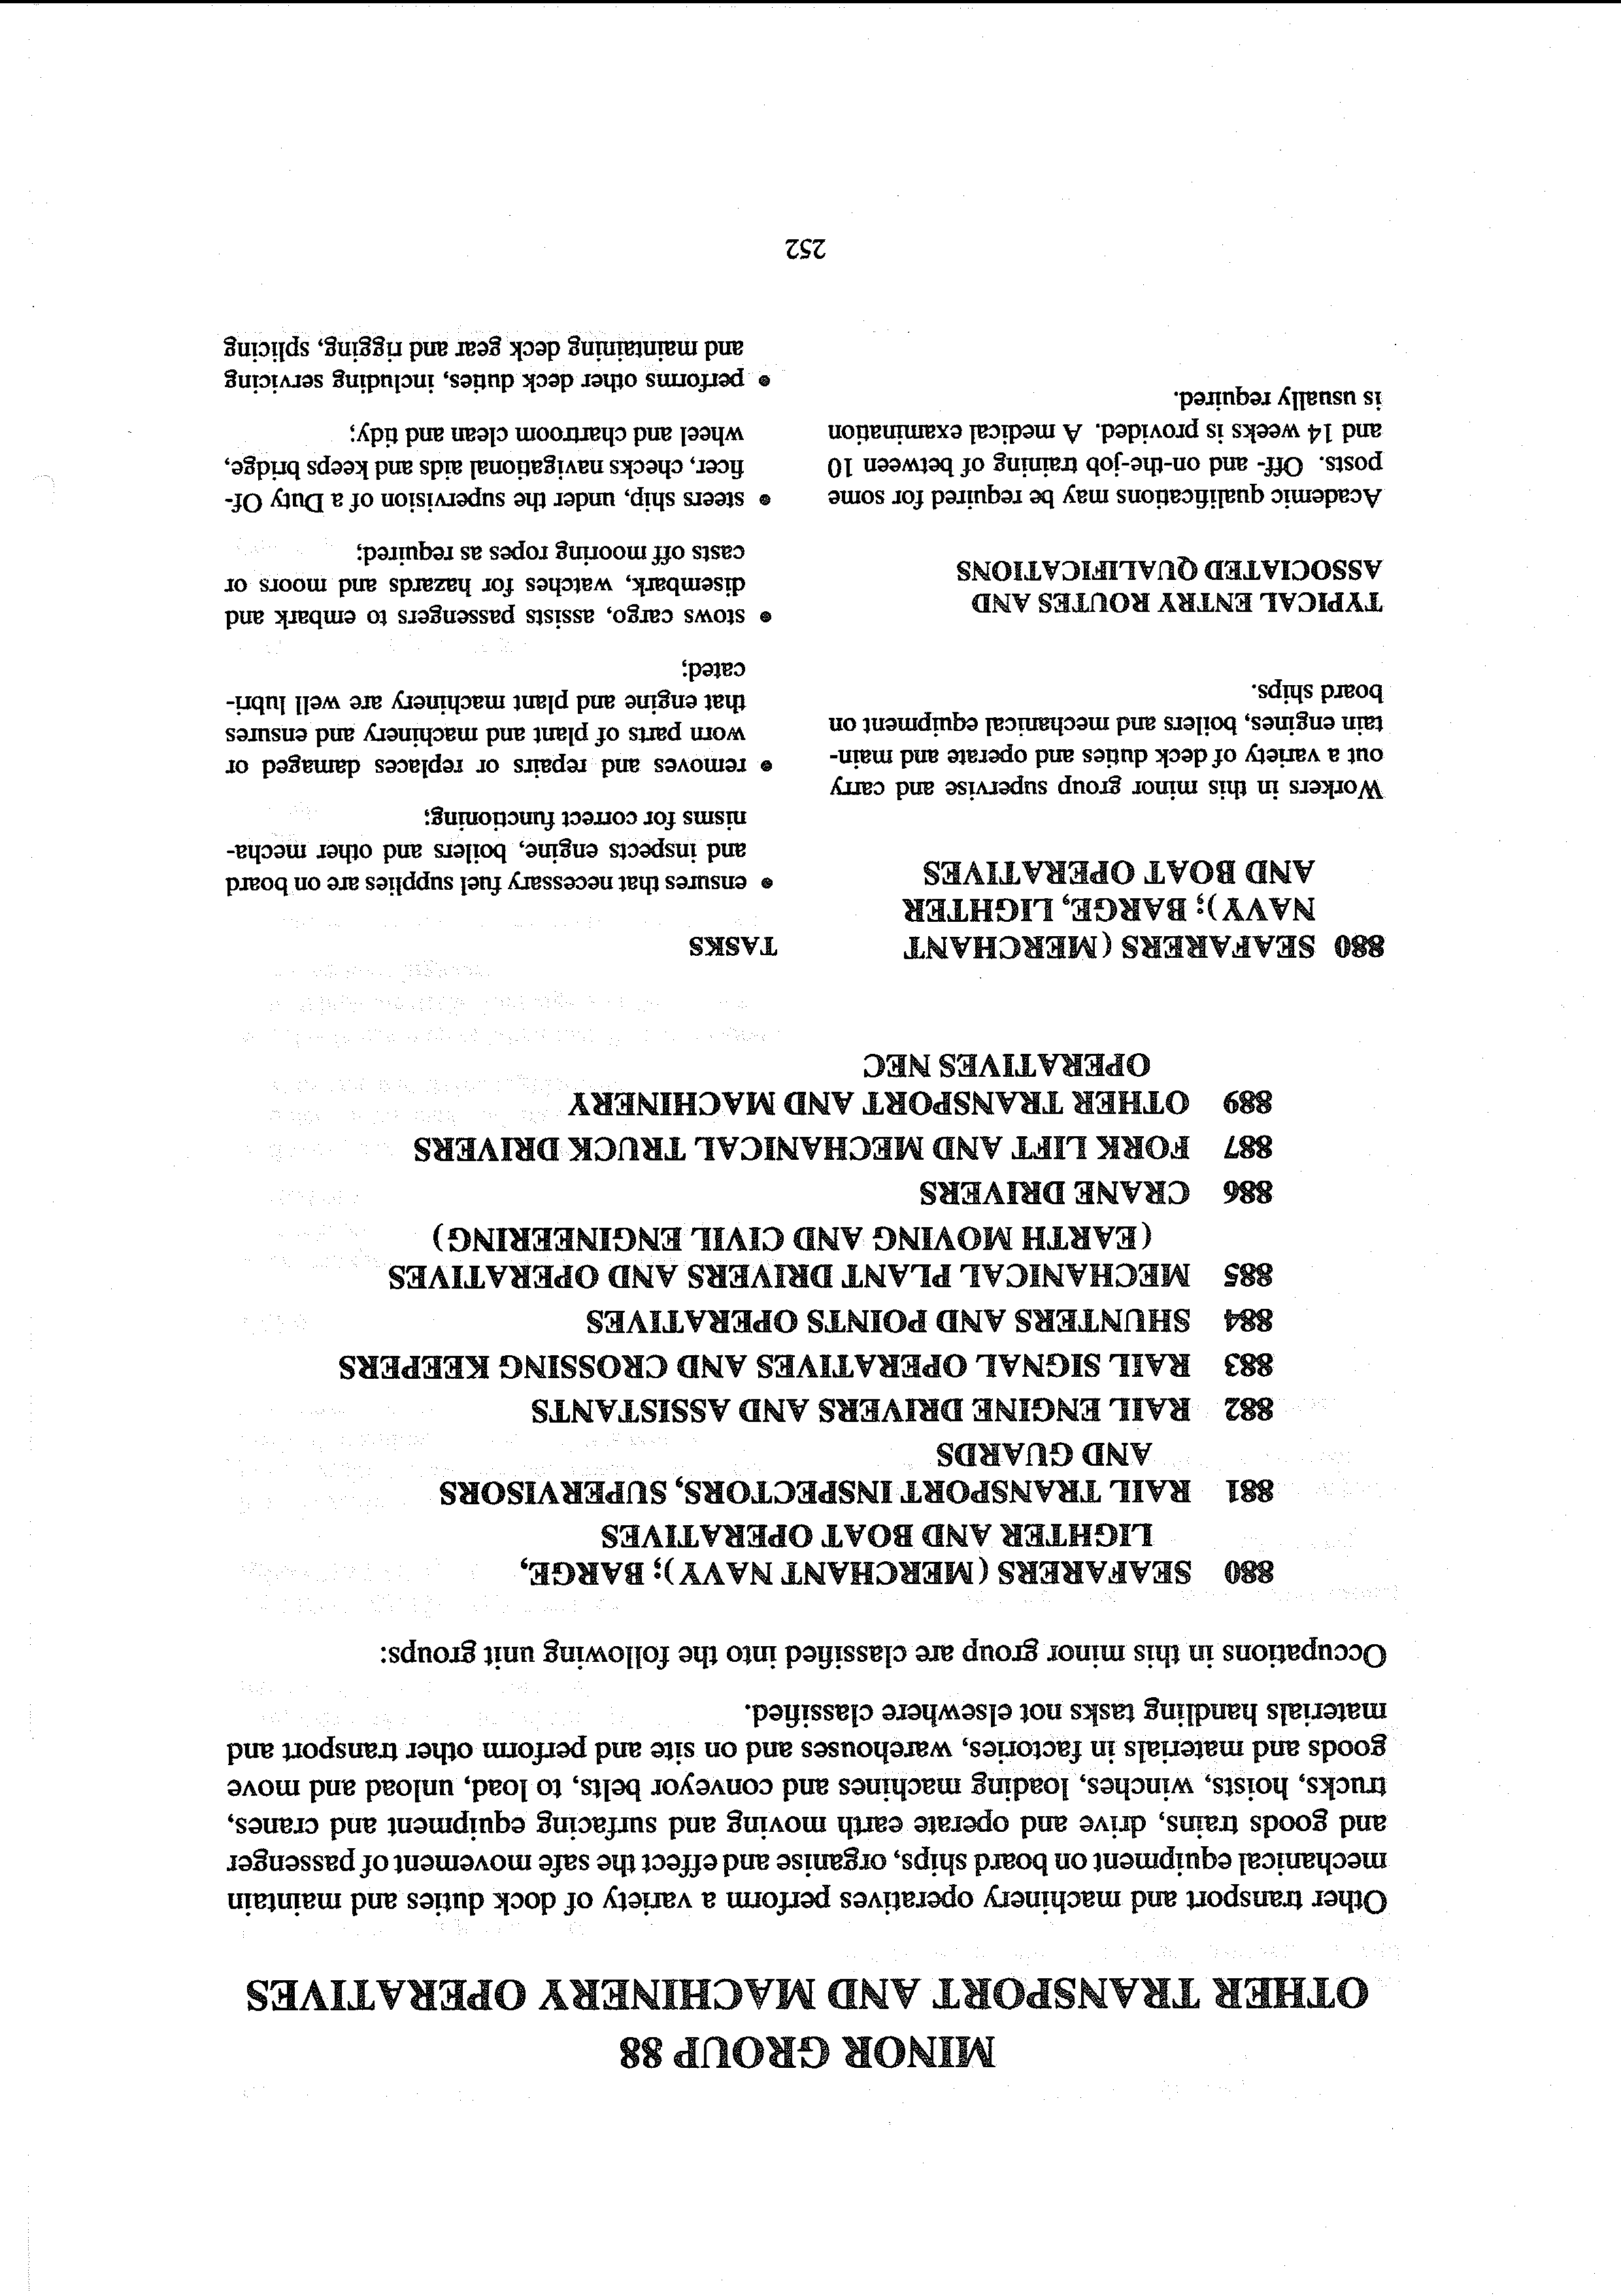 MINOR GROUP 88
OTHER TRANSPORT AND MACHINERY OPERATIVES
Other transport and machinery operatives perform a variety of dock duties and maintain
mechanical equipment on board ships, organise and effect the safe movement of passenger
and goods trains, drive and operate earth moving and surfacing equipment and cranes,
trucks, hoists, winches, loading machines and conveyor belts, to load, unload and move
goods and materials in factories, warehouses and on site and perform other transport and
materials handling tasks not elsewhere classified.
Occupations in this minor group are classified into the following unit groups:
880 SEAFARERS (MERCHANT NAVY); BARGE,
LIGHTER AND BOAT OPERATIVES
881 RAIL TRANSPORT INSPECTORS, SUPERVISORS
AND GUARDS
882 RAIL ENGINE DRIVERS AND ASSISTANTS
883 RAIL SIGNAL OPERATIVES AND CROSSING KEEPERS
884 SHUNTERS AND POINTS OPERATIVES
885 MECHANICAL PLANT DRIVERS AND OPERATIVES
(EARTH MOVING AND CIVIL ENGINEERING)
886 CRANE DRIVERS
887 FORK LIFT AND MECHANICAL TRUCK DRIVERS
889 OTHER TRANSPORT AND MACHINERY
OPERATIVES NEC
880 SEAFARERS (MERCHANT
NAVY); BARGE, LIGHTER
AND BOAT OPERATIVES
Workers in this minor group supervise and carry
out a variety of deck duties and operate and main-
tain engines, boilers and mechanical equipment on
board ships.
TYPICAL ENTRY ROUTES AND
ASSOCIATED QUALIFICATIONS
Academic qualifications may be required for some
posts. Off- and on-the-job training of between 10
and 14 weeks is provided. A medical examination
is usually required.
TASKS
• ensures that necessary fuel supplies are on board
and inspects engine, boilers and other mecha-
nisms for correct functioning;
• removes and repairs or replaces damaged or
worn parts of plant and machinery and ensures
that engine and plant machinery are well lubri-
cated;
• stows cargo, assists passengers to embark and
disembark, watches for hazards and moors or
casts off mooring ropes as required;
• steers ship, under the supervision of a Duty Of-
ficer, checks navigational aids and keeps bridge,
wheel and chartroom clean and tidy;
• performs other deck duties, including servicing
and maintaining deck gear and rigging, splicing
252